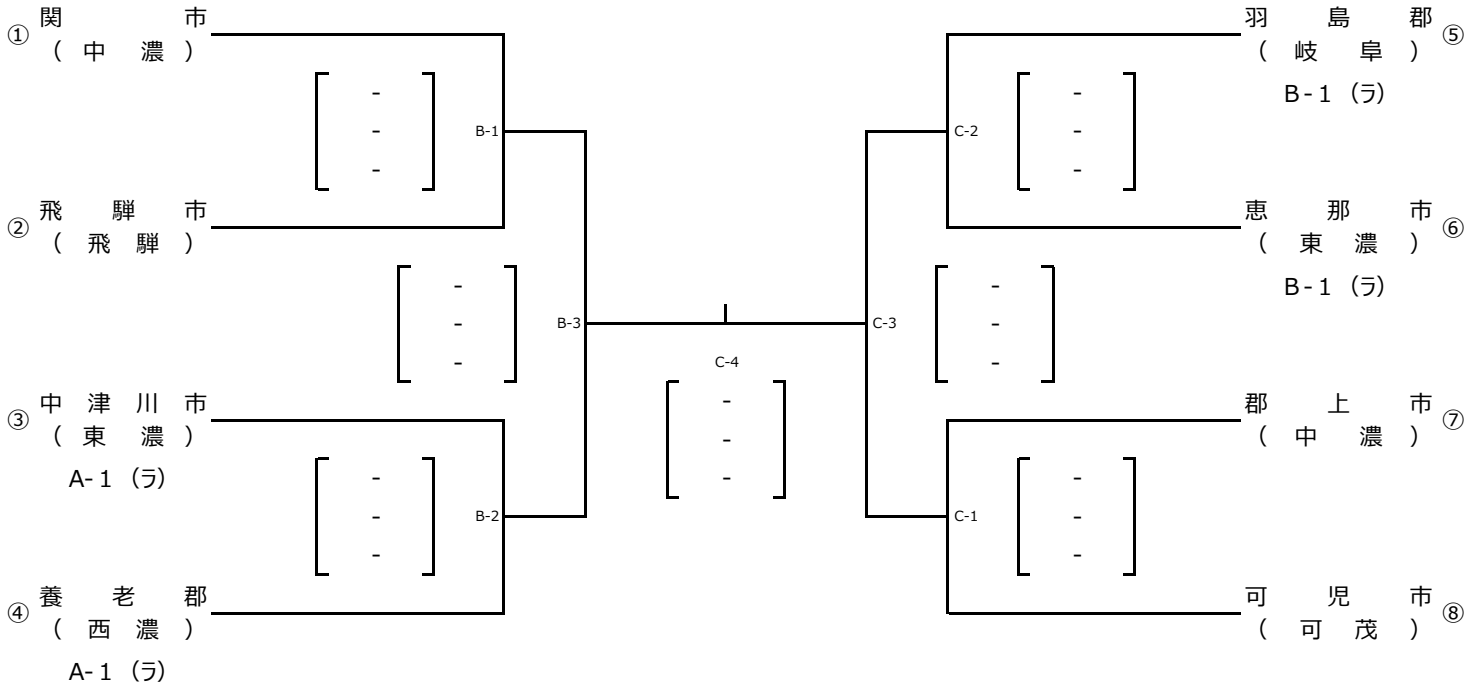 ① 関市
(中濃)
-
-
-
B-1
② 飛騨市
(飛騨)
-
-
-
B-3
③ 中津川市
(東濃)
A-1 (ラ)
-
-
-
B-2
④ 養老郡
(西濃)
A-1 (ラ)
C-4
-
-
-
羽島郡 ⑤
(岐阜)
B-1 (ラ)
C-2
-
-
-
恵那市 ⑥
(東濃)
B-1 (ラ)
C-3
-
-
-
郡上市 ⑦
(中濃)
C-1
-
-
-
可児市 ⑧
(可茂)